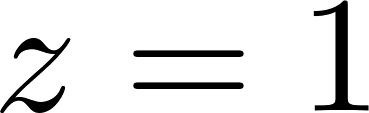 z = 1